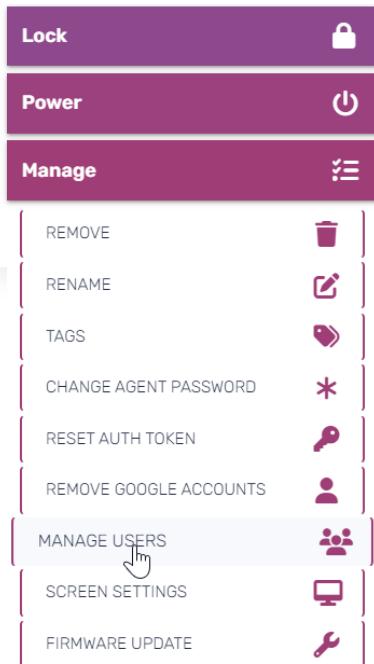 Lock
Power
Manage
REMOVE
RENAME
TAGS
CHANGE AGENT PASSWORD
RESET AUTH TOKEN
REMOVE GOOGLE ACCOUNTS
MANAGE USERS
SCREEN SETTINGS
FIRMWARE UPDATE